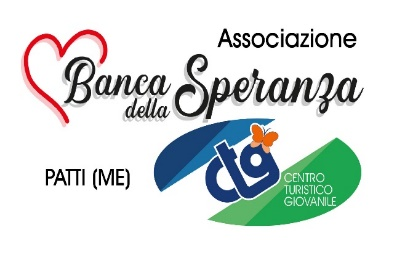 Associazione
Banca
della Speranza
PATTI (ME)
ctg
CENTRO
TURISTICO
GIOVANILE